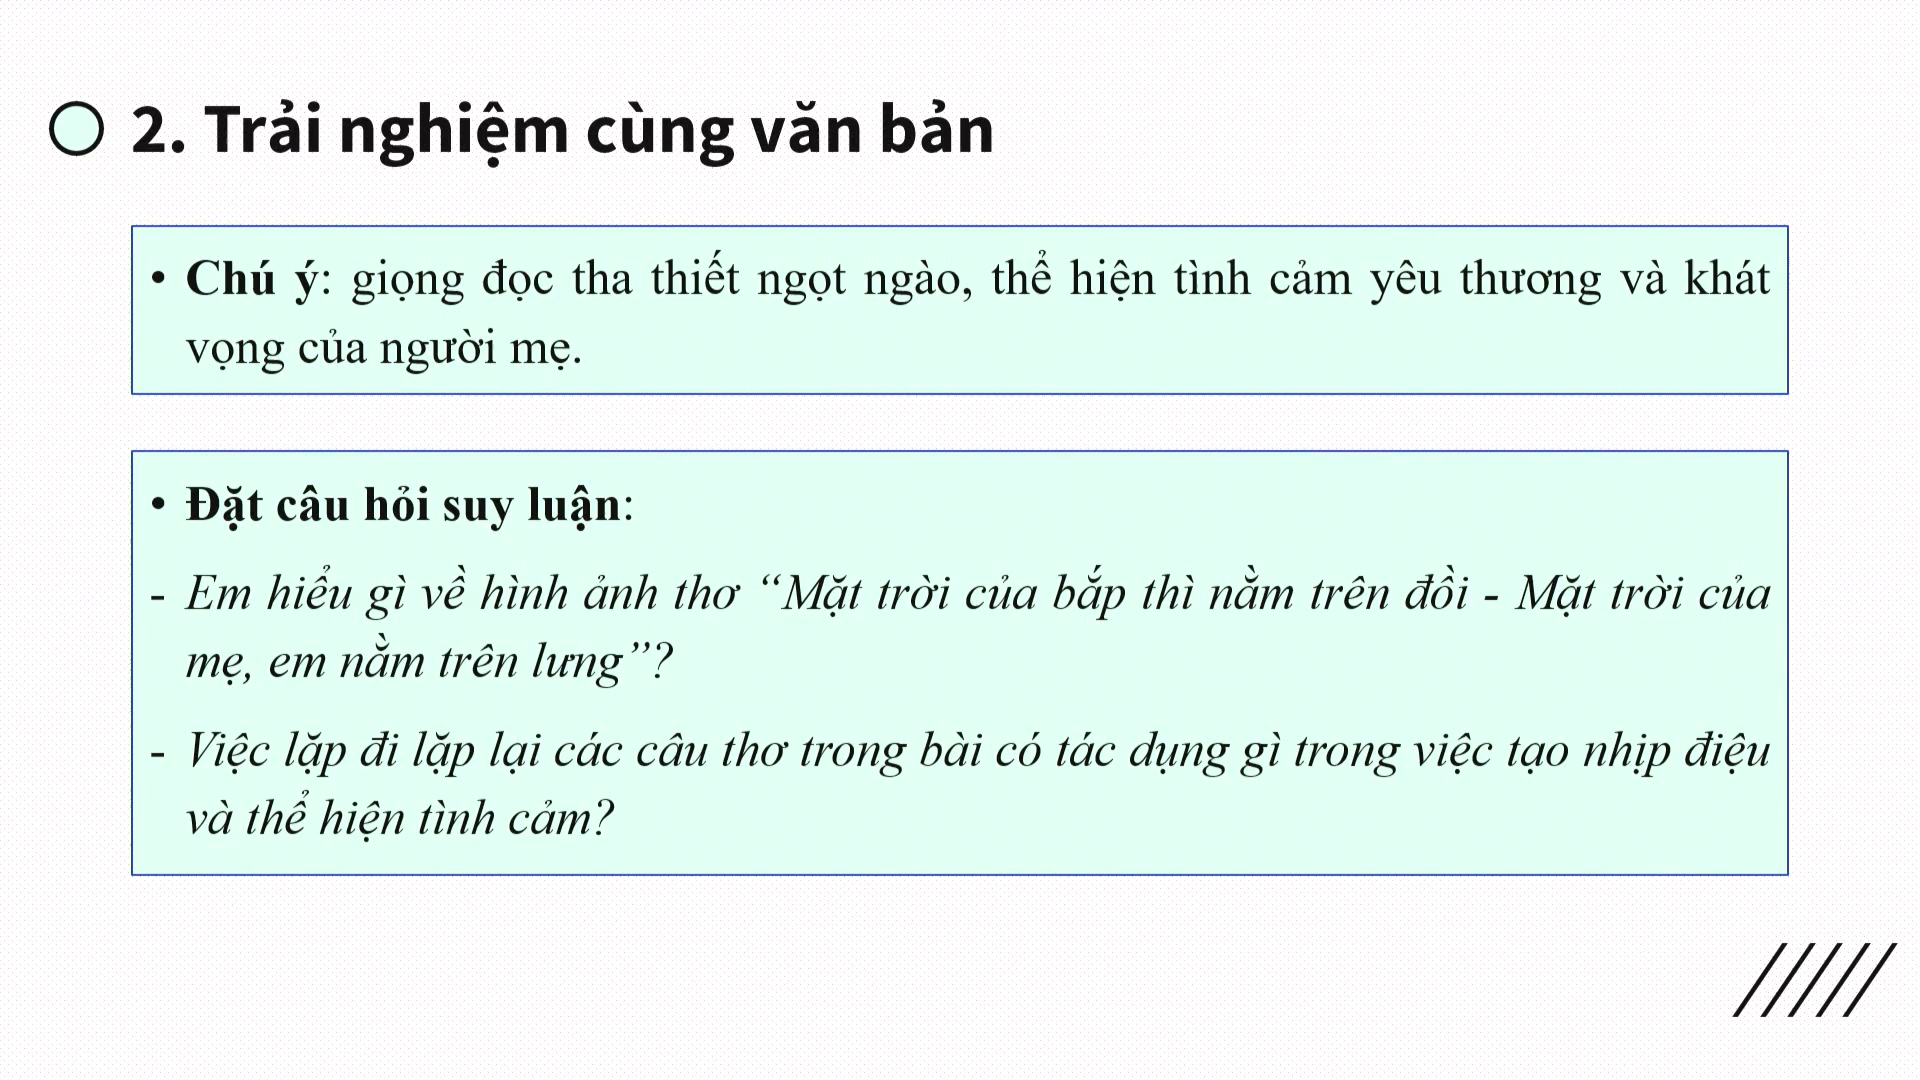 2. Trải nghiệm cùng văn bản
• Chú ý: giọng đọc tha thiết ngọt ngào, thể hiện tình cảm yêu thương và khát
vọng của người mẹ.
• Đặt câu hỏi suy luận:
- Em hiểu gì về hình ảnh thơ “Mặt trời của bắp thì nằm trên đồi - Mặt trời của
mẹ, em nằm trên lưng”?
- Việc lặp đi lặp lại các câu thơ trong bài có tác dụng gì trong việc tạo nhịp điệu
và thể hiện tình cảm?